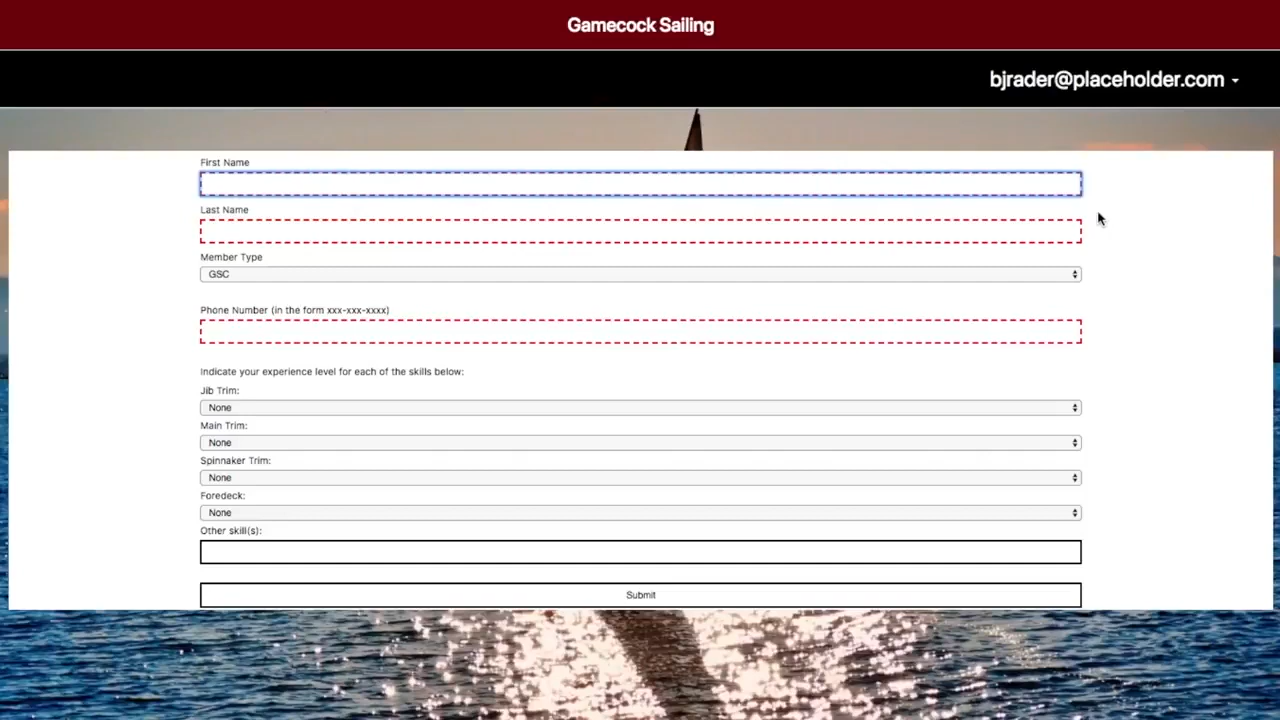 Gamecock Sailing
bjrader@placeholder.com
First Name
Last Name
Member Type
GSC
Phone Number (in the form xxx-xxx-xxxx)
Indicate your experience level for each of the skills below:
Jib Trim:
None
Main Trim:
None
Spinnaker Trim:
None
Foredeck:
None
Other skill(s):
Submit